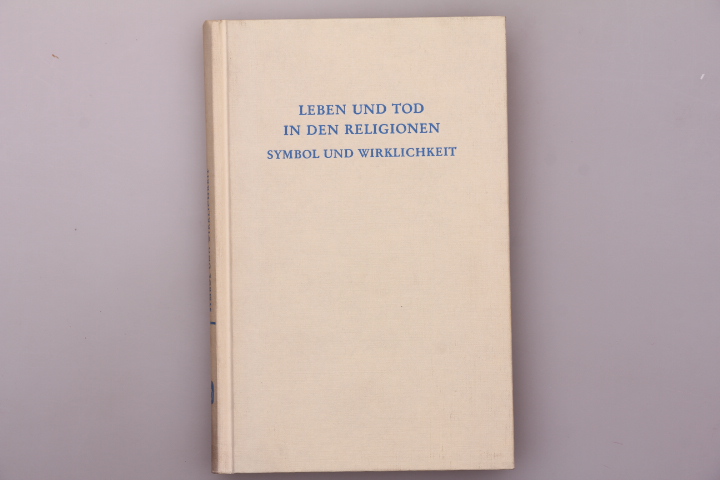 LEBEN UND TOD
IN DEN RELIGIONEN
SYMBOL UND WIRKLICHKEIT